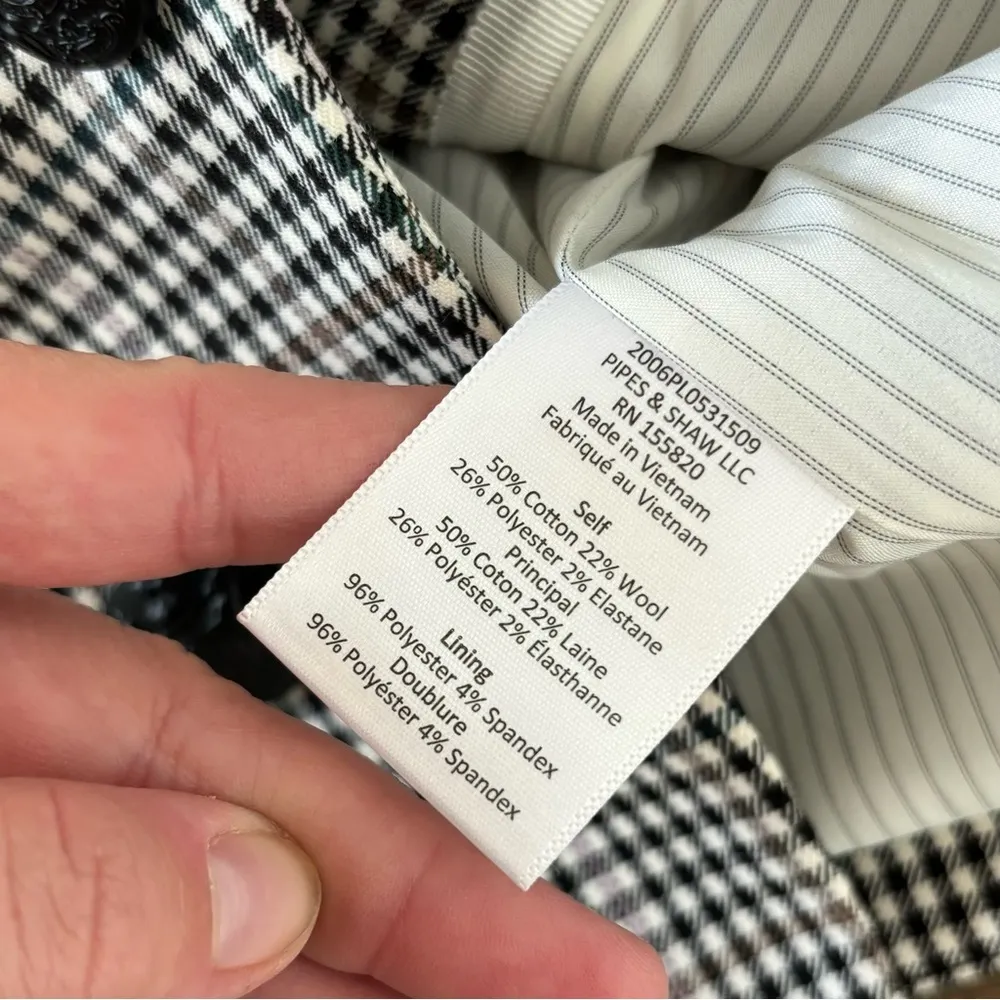 2006PL0531509
PIPES & SHAW LLC
RN 155820
Made in Vietnam
Fabriqué au Vietnam
Self
50% Cotton 22% Wool
26% Polyester 2% Elastane
Principal
50% Coton 22% Laine
26% Polyéster 2% Élasthanne
Lining
96% Polyester 4% Spandex
Doublure
96% Polyéster 4% Spandex